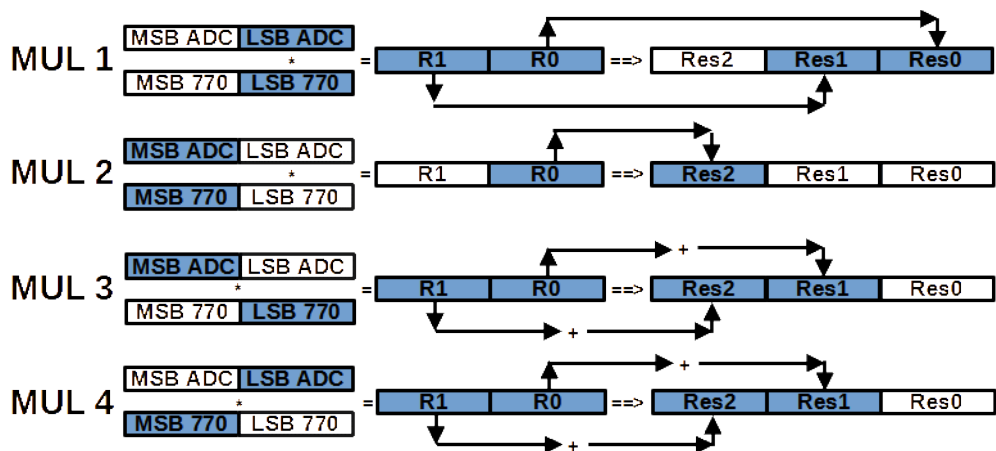 MSB ADC LSB ADC
MUL 1 * = R1 R0 ==> Res2 Res1 Res0
MSB 770 LSB 770
MSB ADC LSB ADC
MUL 2 * = R1 R0 ==> Res2 Res1 Res0
MSB 770 LSB 770
+
MSB ADC LSB ADC
MUL 3 * = R1 R0 ==> Res2 Res1 Res0
MSB 770 LSB 770
+
+
MSB ADC LSB ADC
MUL 4 * = R1 R0 ==> Res2 Res1 Res0
MSB 770 LSB 770
+